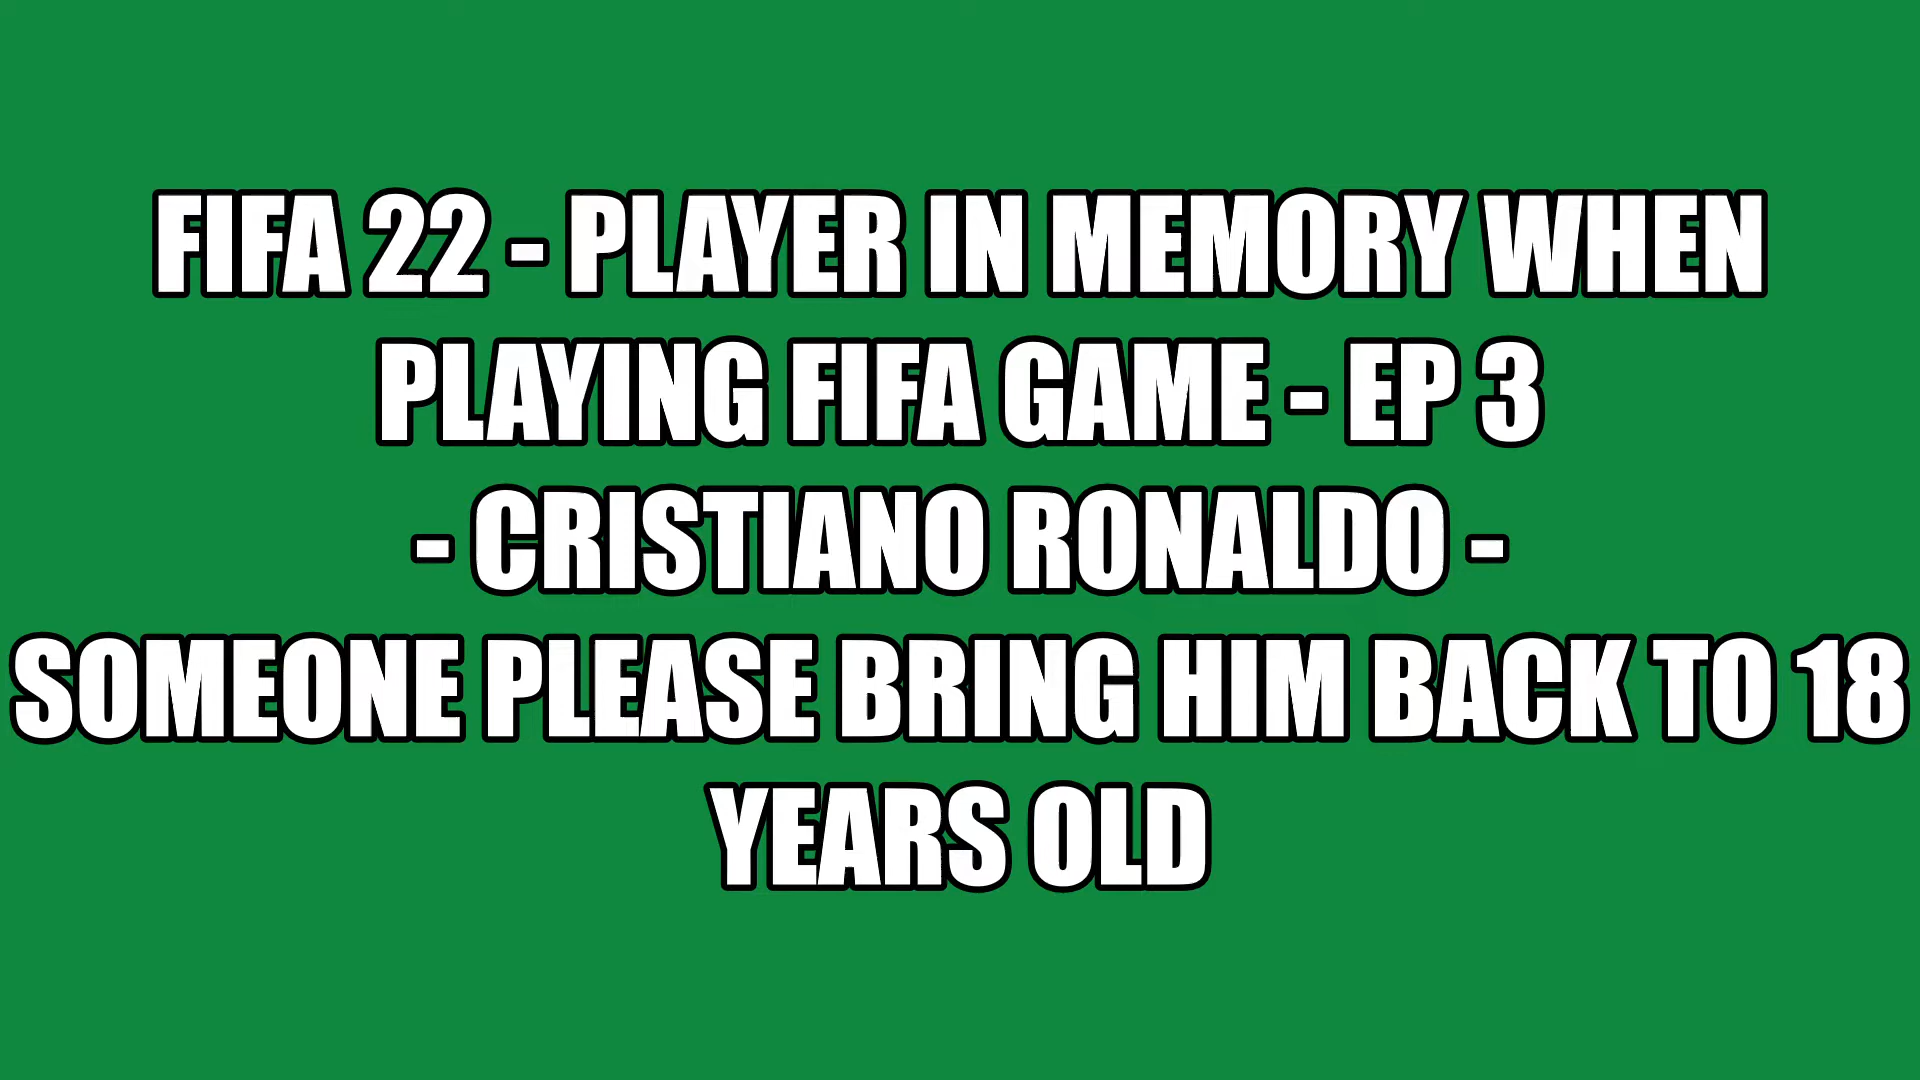 FIFA 22 - PLAYER IN MEMORY WHEN
PLAYING FIFA GAME - EP 3
- CRISTIANO RONALDO -
SOMEONE PLEASE BRING HIM BACK TO 18
YEARS OLD